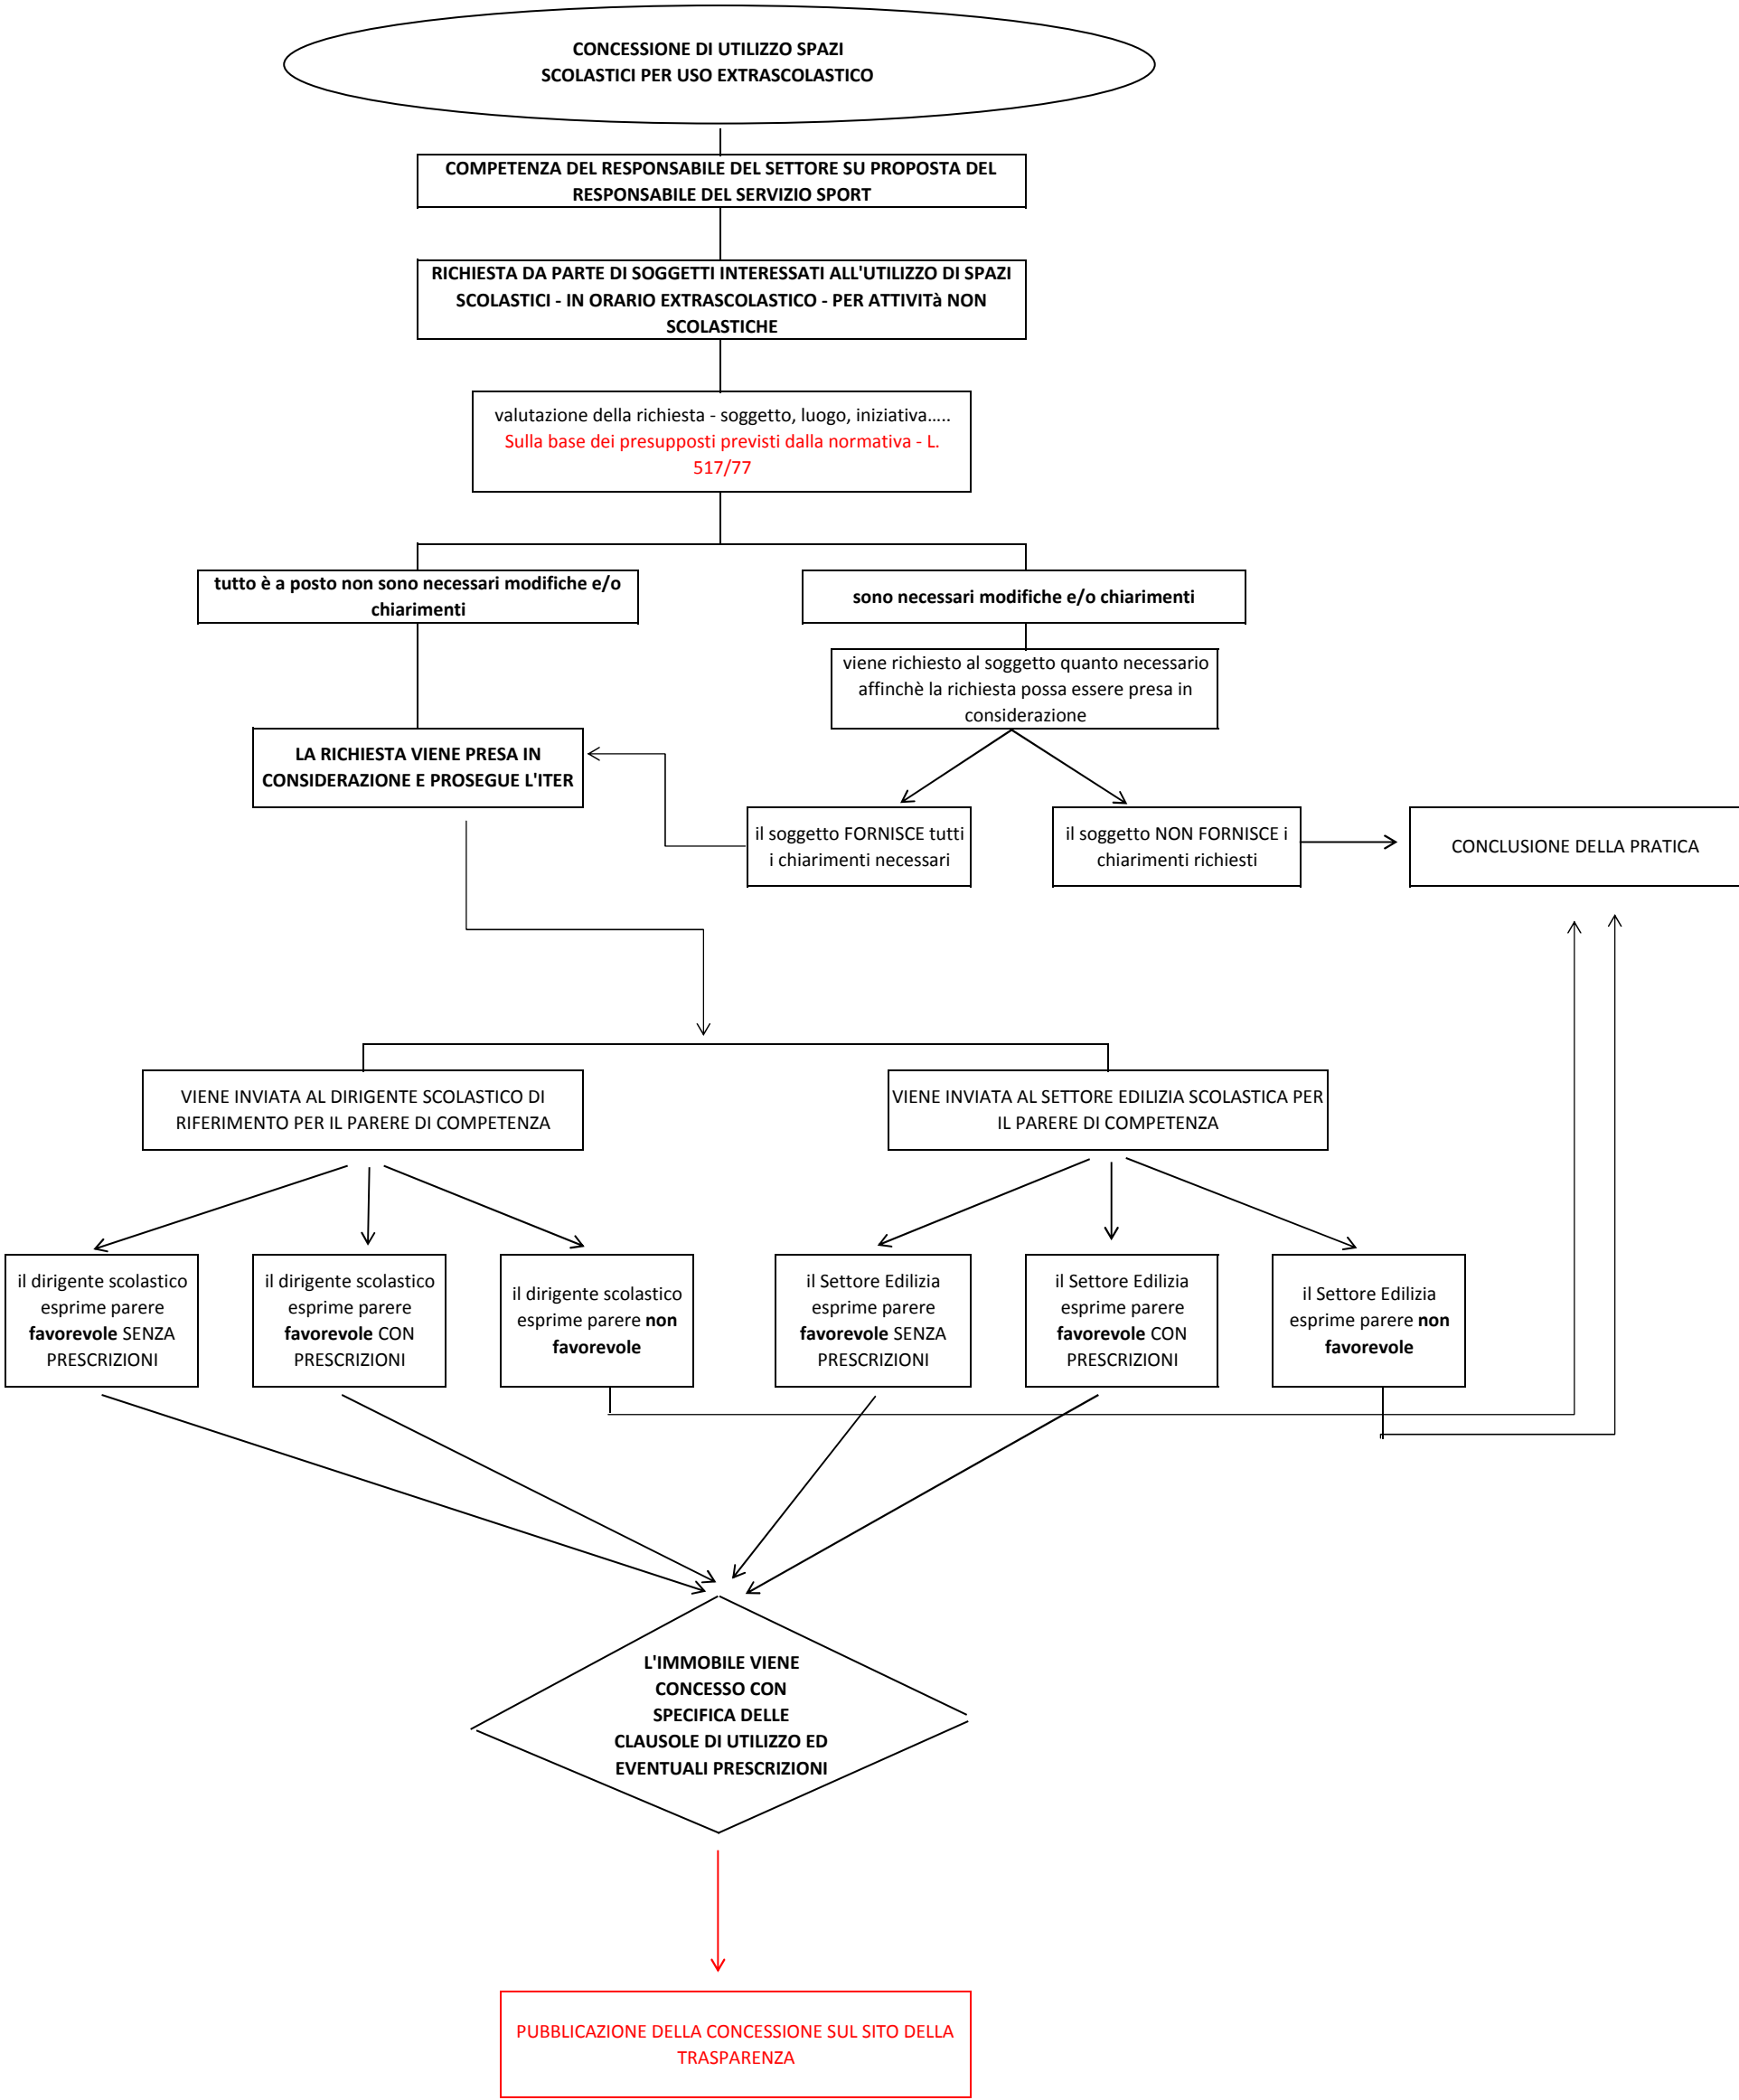 CONCESSIONE DI UTILIZZO SPAZI
SCOLASTICI PER USO EXTRASCOLASTICO
COMPETENZA DEL RESPONSABILE DEL SETTORE SU PROPOSTA DEL
RESPONSABILE DEL SERVIZIO SPORT
RICHIESTA DA PARTE DI SOGGETTI INTERESSATI ALL'UTILIZZO DI SPAZI
SCOLASTICI - IN ORARIO EXTRASCOLASTICO - PER ATTIVITà NON
SCOLASTICHE
valutazione della richiesta - soggetto, luogo, iniziativa.....
Sulla base dei presupposti previsti dalla normativa - L.
517/77
tutto è a posto non sono necessari modifiche e/o
chiarimenti
sono necessari modifiche e/o chiarimenti
viene richiesto al soggetto quanto necessario
affinchè la richiesta possa essere presa in
considerazione
LA RICHIESTA VIENE PRESA IN
CONSIDERAZIONE E PROSEGUE L'ITER
il soggetto FORNISCE tutti
i chiarimenti necessari
il soggetto NON FORNISCE i
chiarimenti richiesti
CONCLUSIONE DELLA PRATICA
VIENE INVIATA AL DIRIGENTE SCOLASTICO DI
RIFERIMENTO PER IL PARERE DI COMPETENZA
VIENE INVIATA AL SETTORE EDILIZIA SCOLASTICA PER
IL PARERE DI COMPETENZA
il dirigente scolastico
esprime parere
favorevole SENZA
PRESCRIZIONI
il dirigente scolastico
esprime parere
favorevole CON
PRESCRIZIONI
il dirigente scolastico
esprime parere non
favorevole
il Settore Edilizia
esprime parere
favorevole SENZA
PRESCRIZIONI
il Settore Edilizia
esprime parere
favorevole CON
PRESCRIZIONI
il Settore Edilizia
esprime parere non
favorevole
L'IMMOBILE VIENE
CONCESSO CON
SPECIFICA DELLE
CLAUSOLE DI UTILIZZO ED
EVENTUALI PRESCRIZIONI
PUBBLICAZIONE DELLA CONCESSIONE SUL SITO DELLA
TRASPARENZA